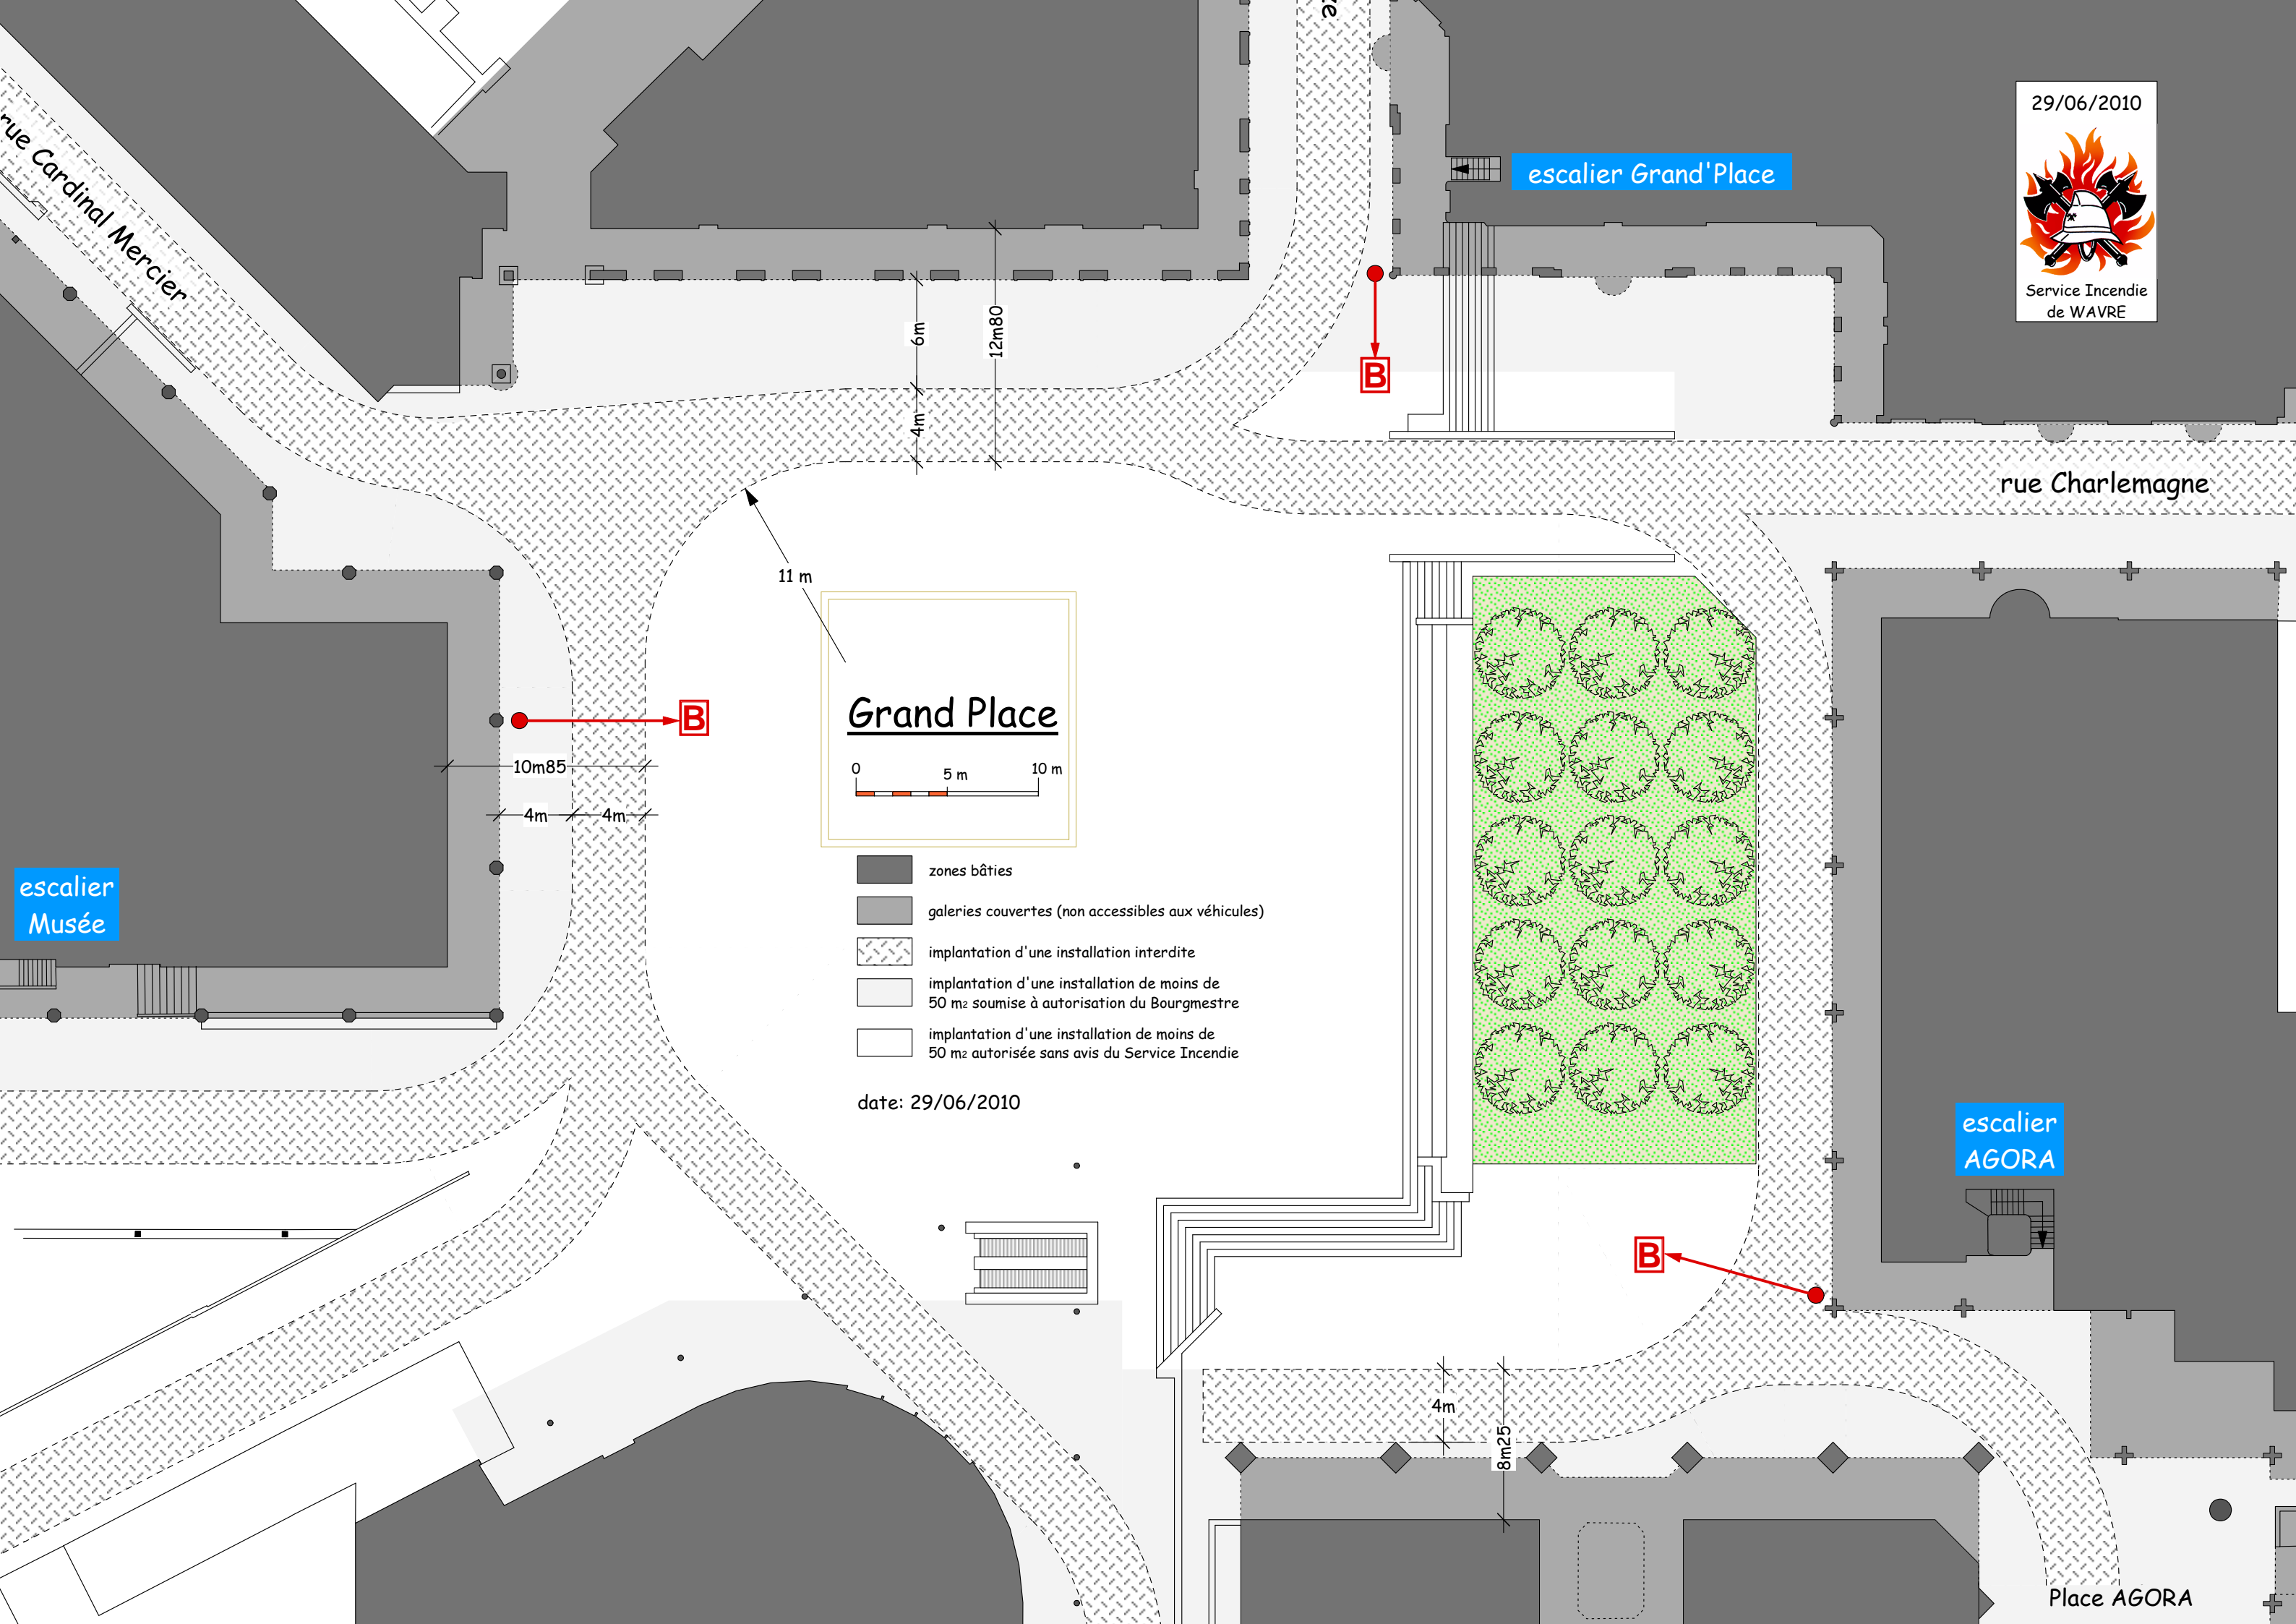 re
29/06/2010
Service Incendie
de WAVRE
escalier Grand'Place
rue Cardinal Mercier
6m
12m80
4m
B
rue Charlemagne
11 m
Grand Place
0
5 m
10 m
B
10m85
4m
4m
zones bâties
galeries couvertes (non accessibles aux véhicules)
implantation d'une installation interdite
implantation d'une installation de moins de
50 m2 soumise à autorisation du Bourgmestre
implantation d'une installation de moins de
50 m2 autorisée sans avis du Service Incendie
date: 29/06/2010
escalier
Musée
escalier
AGORA
B
4m
8m25
Place AGORA